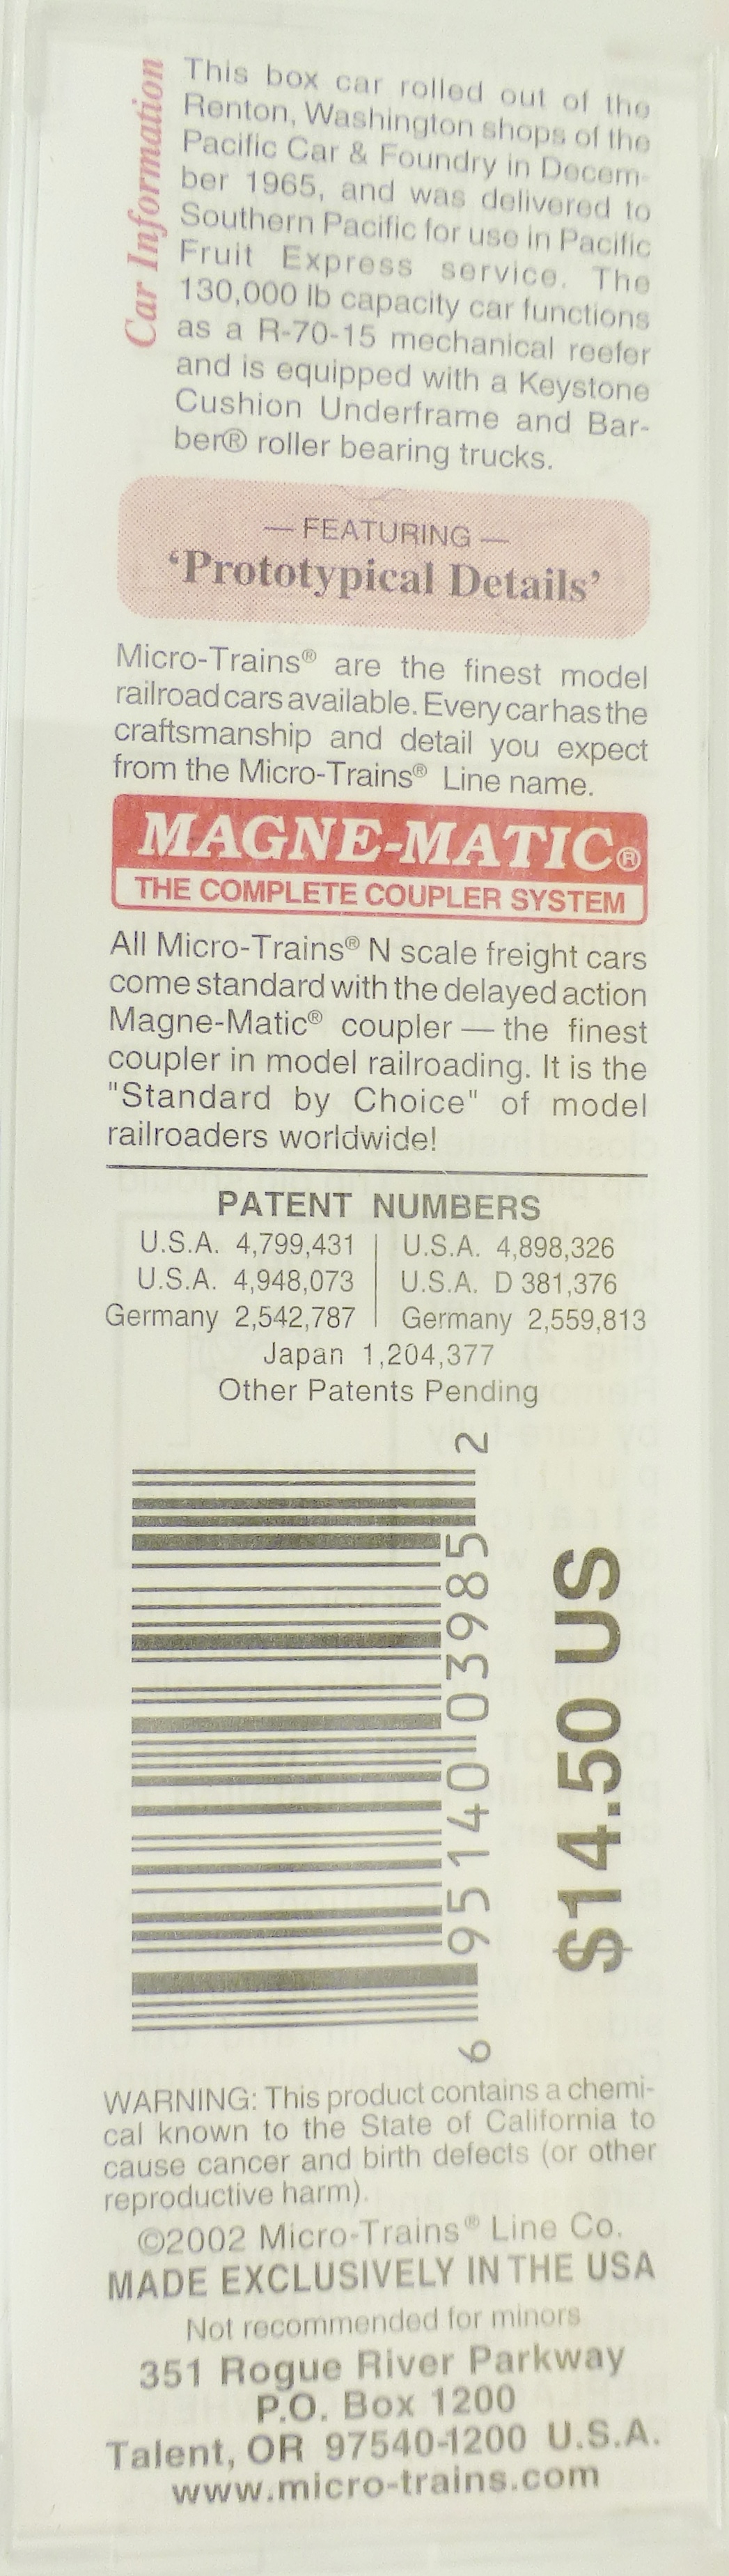 Car Information
This box car rolled out of the
Renton, Washington shops of the
Pacific Car & Foundry in Decem-
ber 1965, and was delivered to
Southern Pacific for use in Pacific
Fruit Express service. The
130,000 lb capacity car functions
as a R-70-15 mechanical reefer
and is equipped with a Keystone
Cushion Underframe and Bar-
ber® roller bearing trucks.
— FEATURING —
‘Prototypical Details’
Micro-Trains® are the finest model
railroad cars available. Every car has the
craftsmanship and detail you expect
from the Micro-Trains® Line name.
MAGNE-MATIC®
THE COMPLETE COUPLER SYSTEM
All Micro-Trains® N scale freight cars
come standard with the delayed action
Magne-Matic® coupler — the finest
coupler in model railroading. It is the
"Standard by Choice" of model
railroaders worldwide!
PATENT NUMBERS
U.S.A. 4,799,431 | U.S.A. 4,898,326
U.S.A. 4,948,073 | U.S.A. D 381,376
Germany 2,542,787 | Germany 2,559,813
Japan 1,204,377
Other Patents Pending
6 95140 03985 2
$14.50 US
WARNING: This product contains a chemi-
cal known to the State of California to
cause cancer and birth defects (or other
reproductive harm).
©2002 Micro-Trains® Line Co.
MADE EXCLUSIVELY IN THE USA
Not recommended for minors
351 Rogue River Parkway
P.O. Box 1200
Talent, OR 97540-1200 U.S.A.
www.micro-trains.com